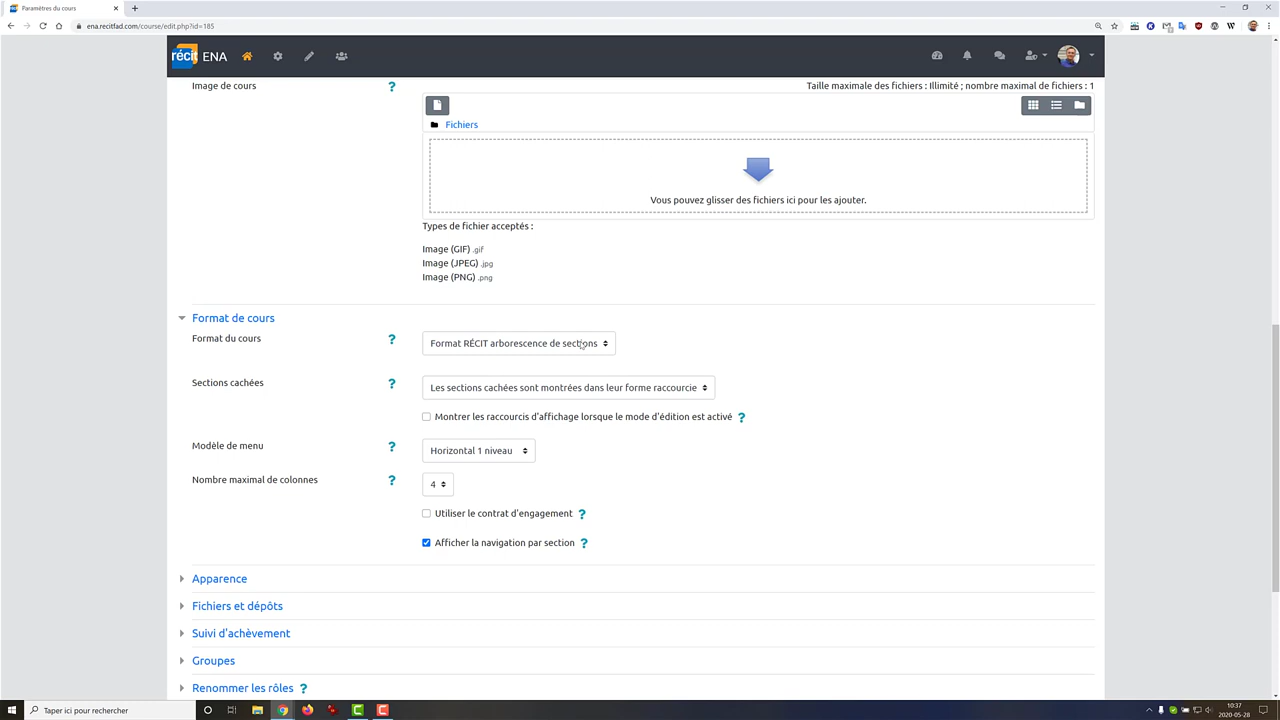 Paramètres du cours
ena.recitfad.com/course/edit.php?id=185
récit ENA
Image de cours
Taille maximale des fichiers : Illimité ; nombre maximal de fichiers : 1
Fichiers
Vous pouvez glisser des fichiers ici pour les ajouter.
Types de fichier acceptés :
Image (GIF) .gif
Image (JPEG) .jpg
Image (PNG) .png
Format de cours
Format du cours
Format RÉCIT arborescence de sections
Sections cachées
Les sections cachées sont montrées dans leur forme raccourcie
Montrer les raccourcis d'affichage lorsque le mode d'édition est activé
Modèle de menu
Horizontal 1 niveau
Nombre maximal de colonnes
4
Utiliser le contrat d'engagement
Afficher la navigation par section
Apparence
Fichiers et dépôts
Suivi d'achèvement
Groupes
Renommer les rôles
Taper ici pour rechercher
10:37
2020-05-28